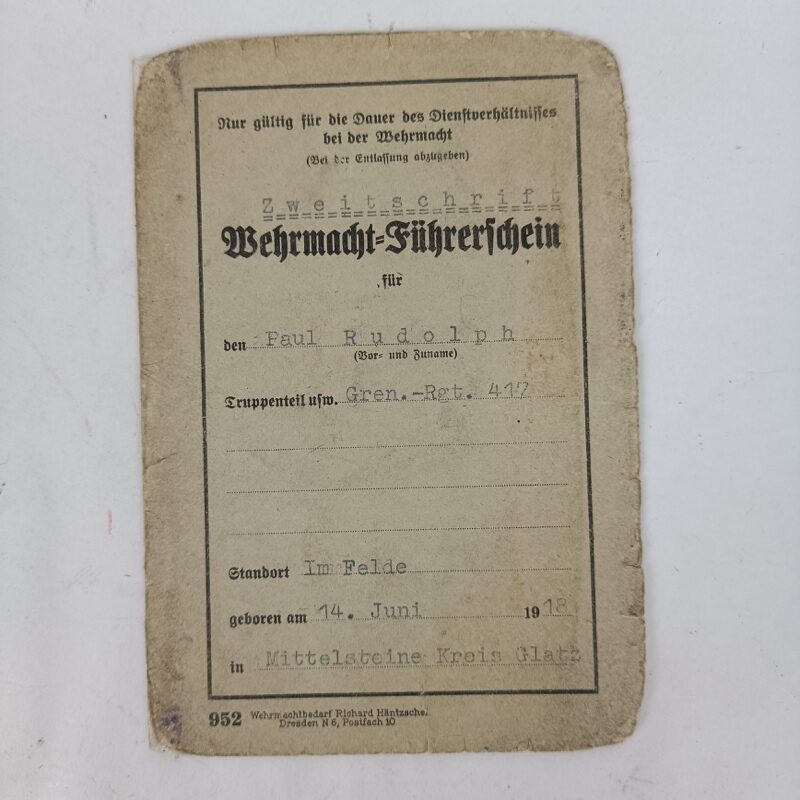 Nur gültig für die Dauer des Dienstverhältnisses
bei der Wehrmacht
(Bei der Entlassung abzugeben)
Zweitschrift
Wehrmacht=Führerschein
für
den Paul Rudolph
(Vor= und Zuname)
Truppenteil usw. Gren.-Rgt. 417
Standort Im Felde
geboren am 14. Juni 1918
in Mittelsteine Kreis Glatz
952 Wehrmachtbedarf Richard Häntzsche,
Dresden N 6, Postfach 10